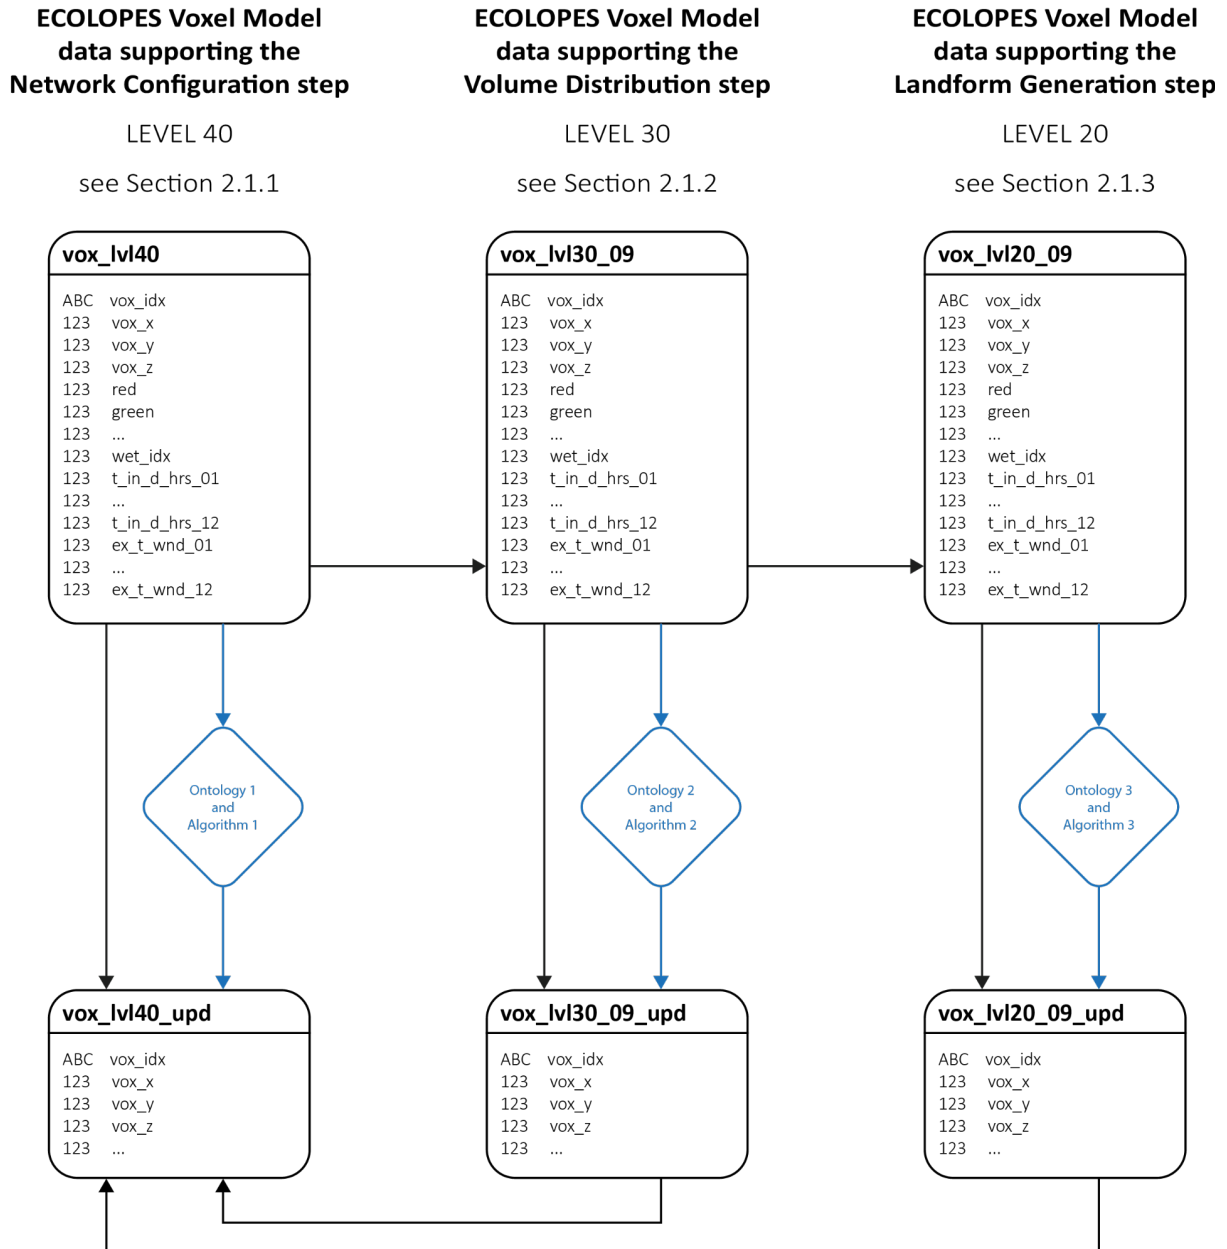 ECOLOPES Voxel Model
data supporting the
Network Configuration step
LEVEL 40
see Section 2.1.1
ECOLOPES Voxel Model
data supporting the
Volume Distribution step
LEVEL 30
see Section 2.1.2
ECOLOPES Voxel Model
data supporting the
Landform Generation step
LEVEL 20
see Section 2.1.3
vox_lvl40
ABC vox_idx
123 vox_x
123 vox_y
123 vox_z
123 red
123 green
123 ...
123 wet_idx
123 t_in_d_hrs_01
123 ...
123 t_in_d_hrs_12
123 ex_t_wnd_01
123 ...
123 ex_t_wnd_12
vox_lvl30_09
ABC vox_idx
123 vox_x
123 vox_y
123 vox_z
123 red
123 green
123 ...
123 wet_idx
123 t_in_d_hrs_01
123 ...
123 t_in_d_hrs_12
123 ex_t_wnd_01
123 ...
123 ex_t_wnd_12
vox_lvl20_09
ABC vox_idx
123 vox_x
123 vox_y
123 vox_z
123 red
123 green
123 ...
123 wet_idx
123 t_in_d_hrs_01
123 ...
123 t_in_d_hrs_12
123 ex_t_wnd_01
123 ...
123 ex_t_wnd_12
Ontology 1
and
Algorithm 1
Ontology 2
and
Algorithm 2
Ontology 3
and
Algorithm 3
vox_lvl40_upd
ABC vox_idx
123 vox_x
123 vox_y
123 vox_z
123 ...
vox_lvl30_09_upd
ABC vox_idx
123 vox_x
123 vox_y
123 vox_z
123 ...
vox_lvl20_09_upd
ABC vox_idx
123 vox_x
123 vox_y
123 vox_z
123 ...